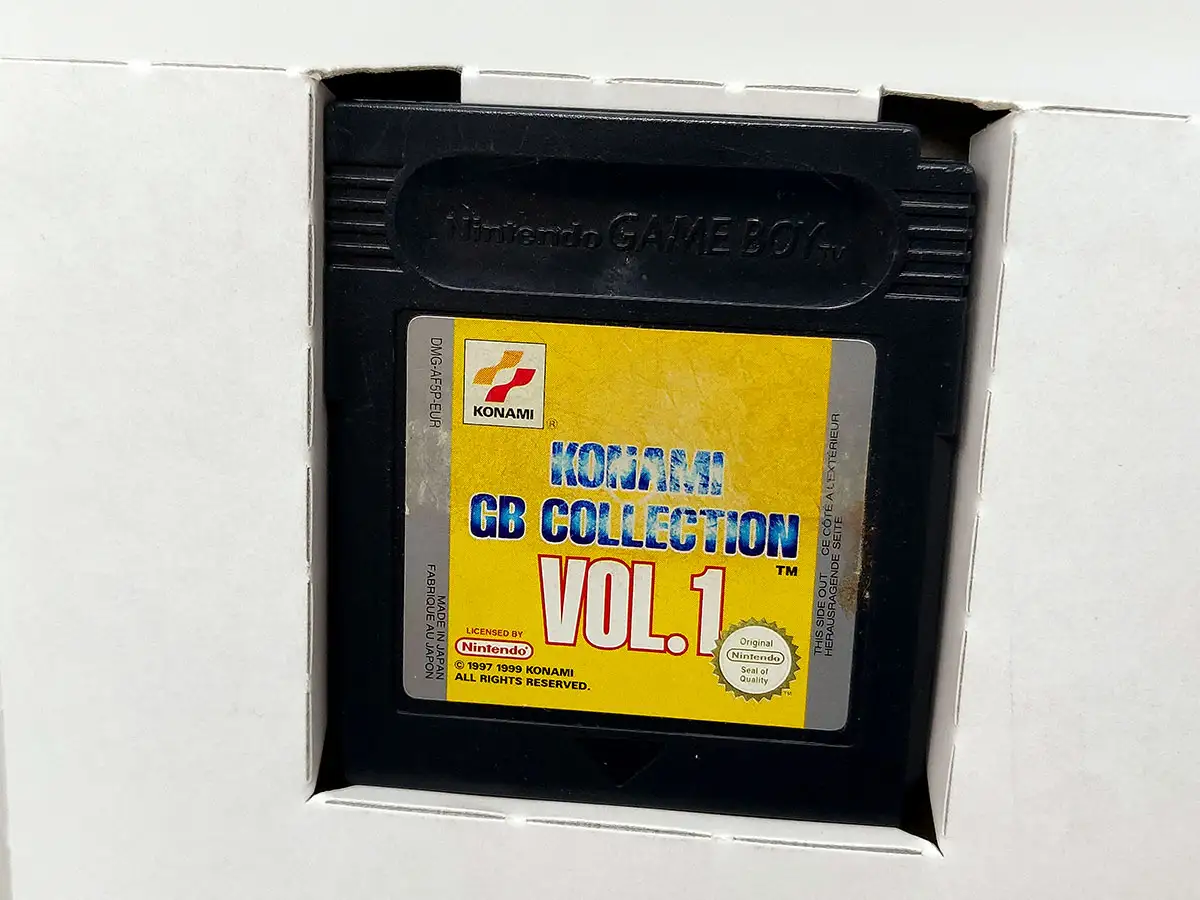 Nintendo GAME BOY TM
DMG-AF5P-EUR
KONAMI
®
KONAMI
GB COLLECTION
TM
VOL.1
LICENSED BY
Nintendo®
© 1997 1999 KONAMI
ALL RIGHTS RESERVED.
Original
Nintendo
Seal of
Quality
TM
MADE IN JAPAN
FABRIQUE AU JAPON
THIS SIDE OUT CE COTÉ A L'EXTÉRIEUR
HERAUSRAGENDE SEITE